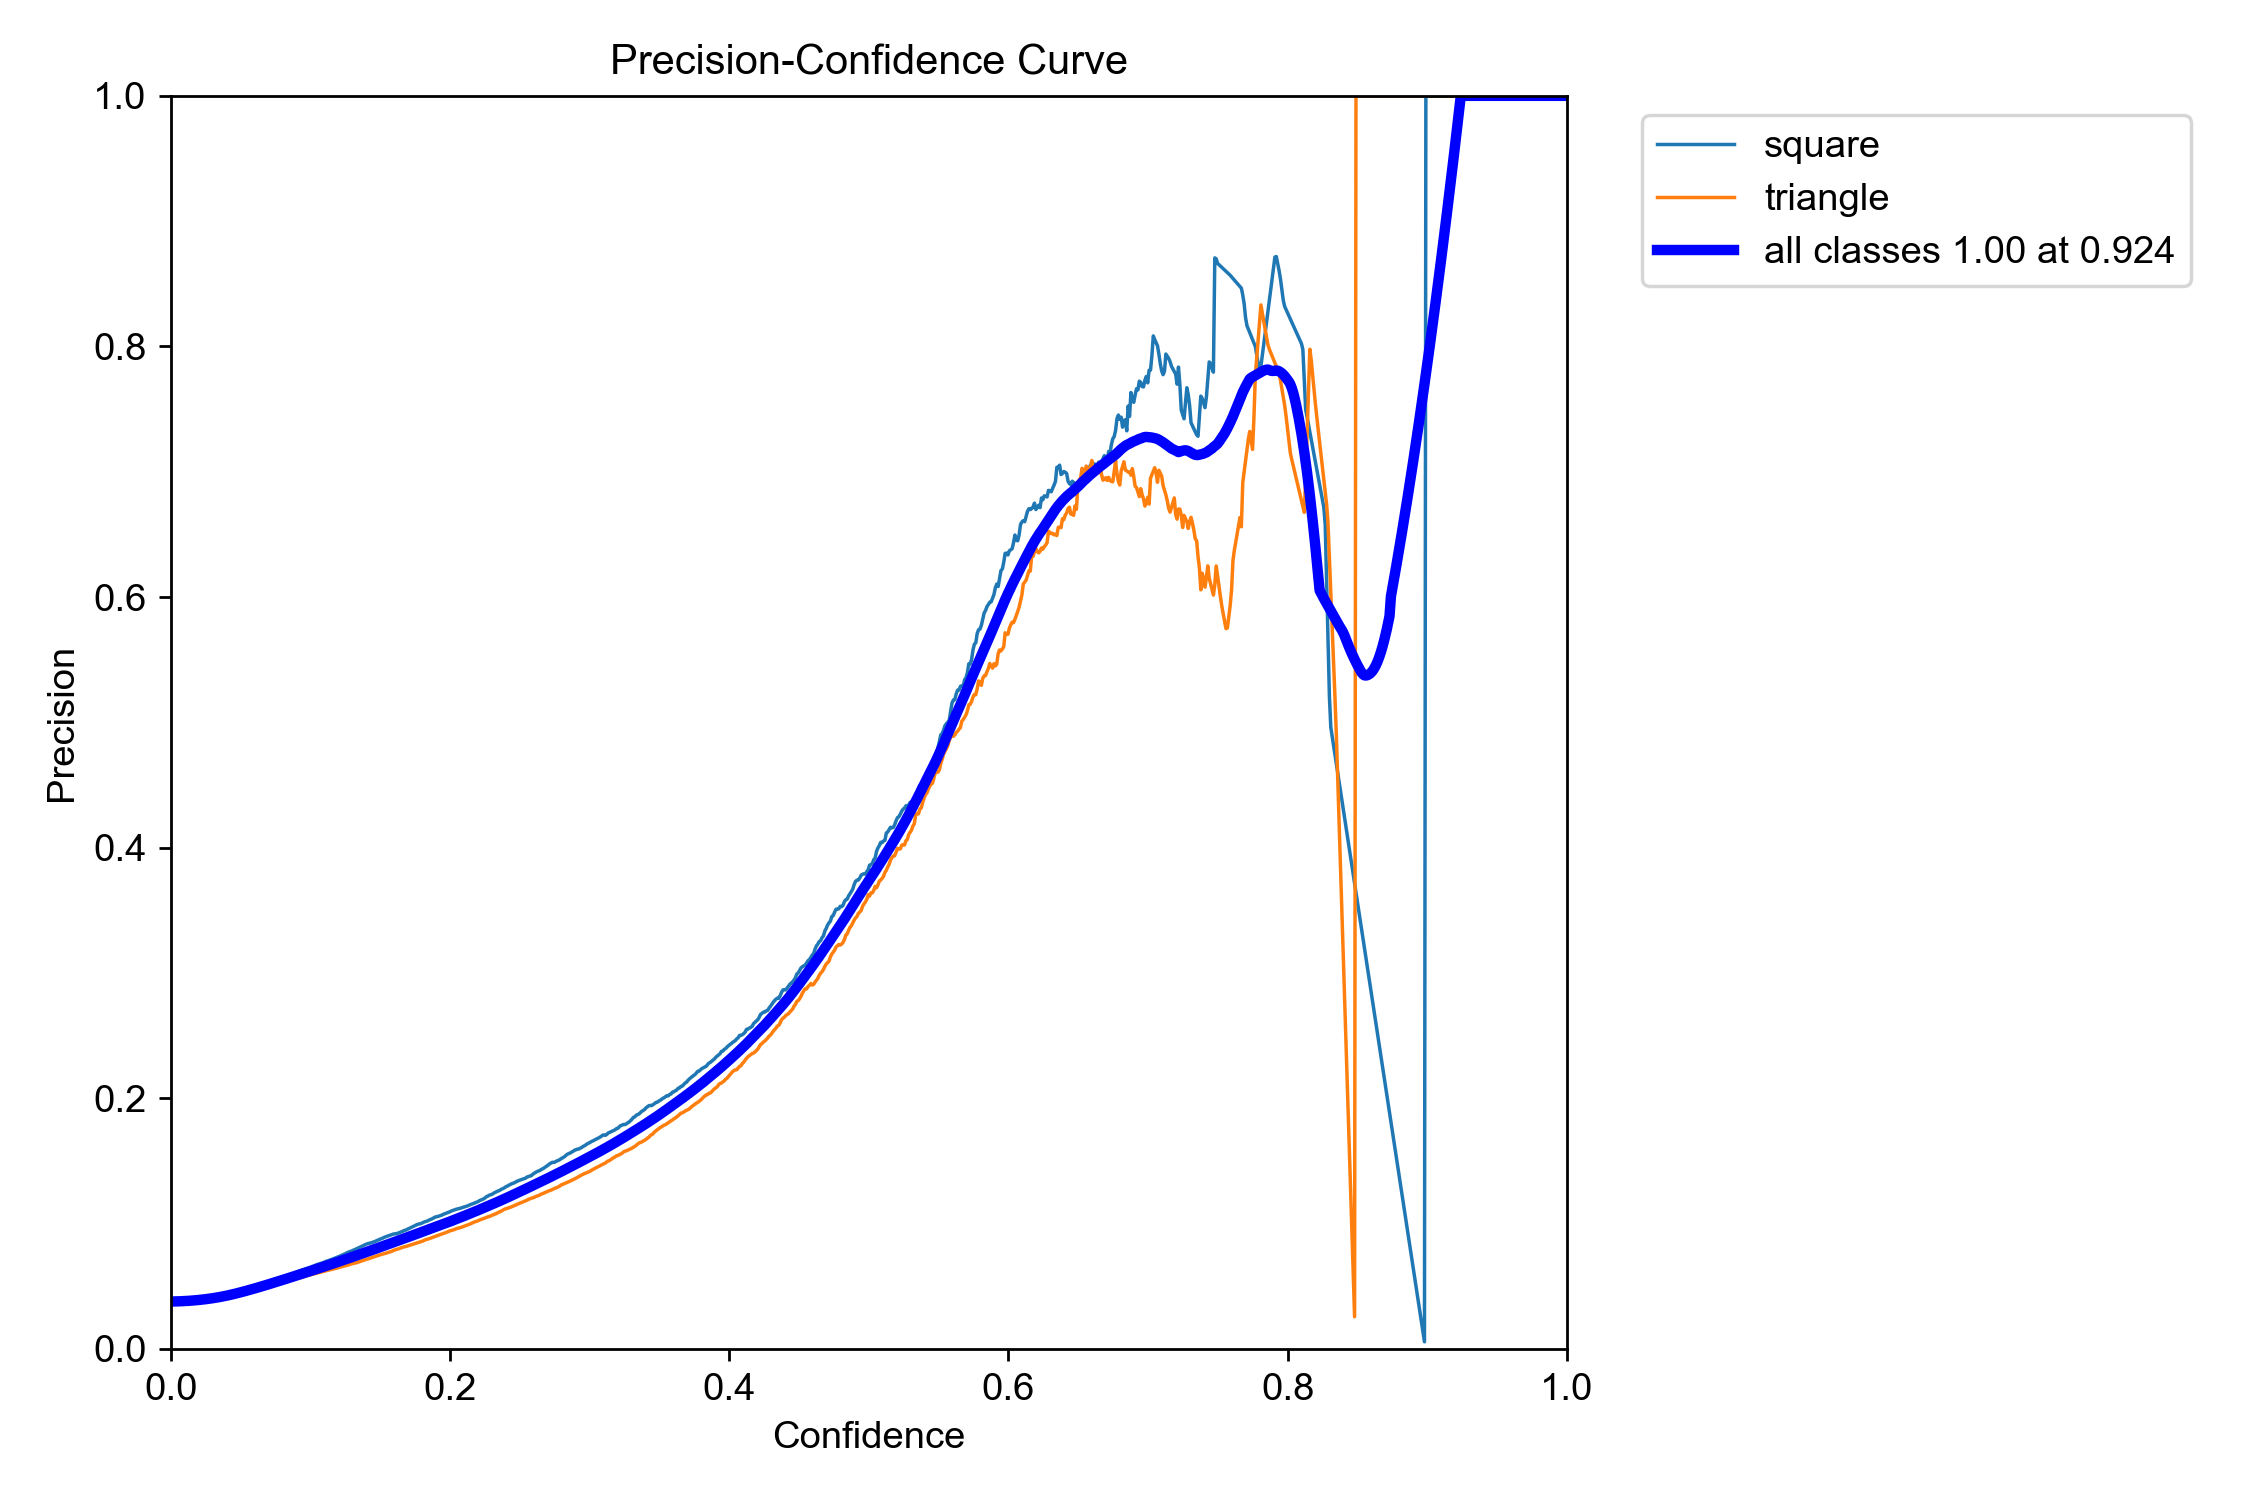 Precision-Confidence Curve
1.0
0.8
0.6
0.4
0.2
0.0
Precision
0.0 0.2 0.4 0.6 0.8 1.0
Confidence
square
triangle
all classes 1.00 at 0.924